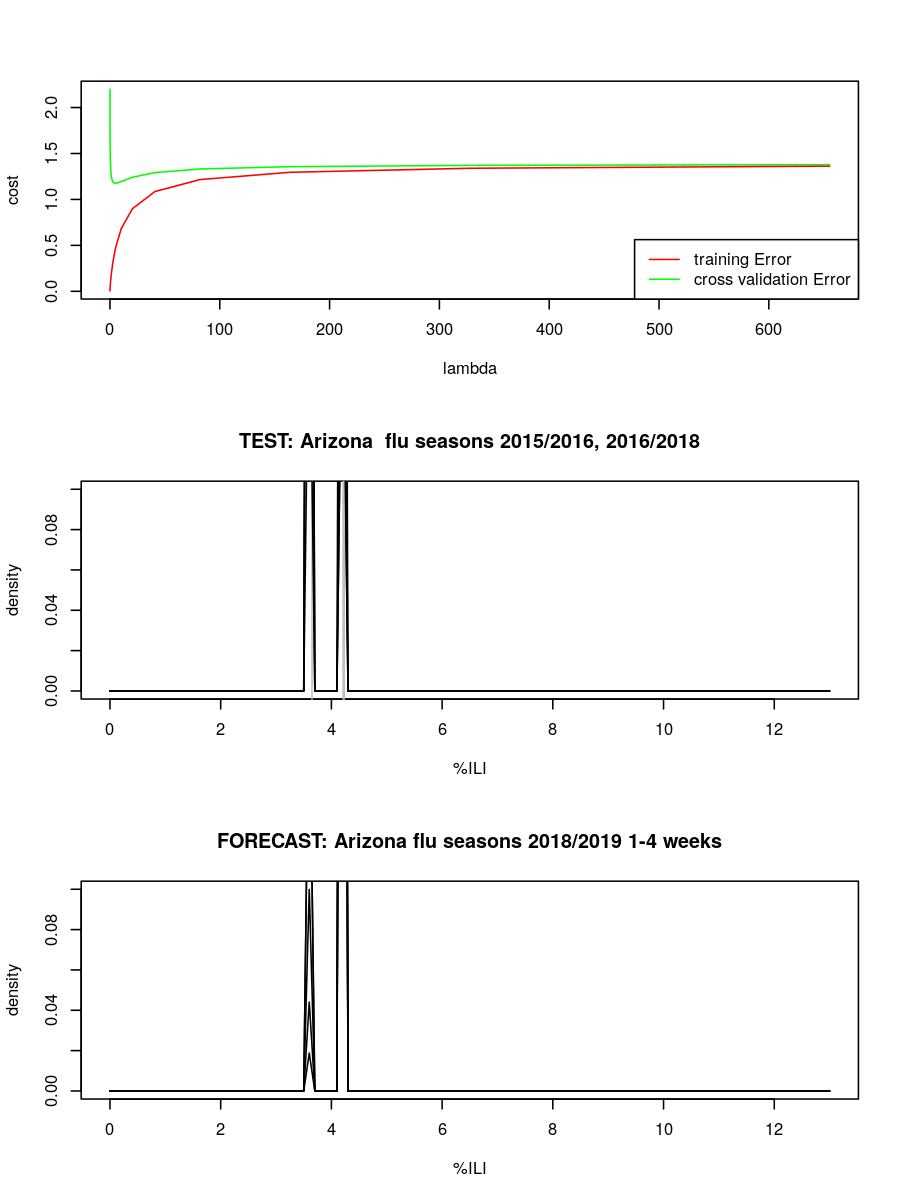 2.0
1.5
1.0
0.5
0.0
cost
training Error
cross validation Error
0 100 200 300 400 500 600
lambda
TEST: Arizona  flu seasons 2015/2016, 2016/2018
0.08
0.04
0.00
density
0 2 4 6 8 10 12
%ILI
FORECAST: Arizona flu seasons 2018/2019 1-4 weeks
0.08
0.04
0.00
density
0 2 4 6 8 10 12
%ILI